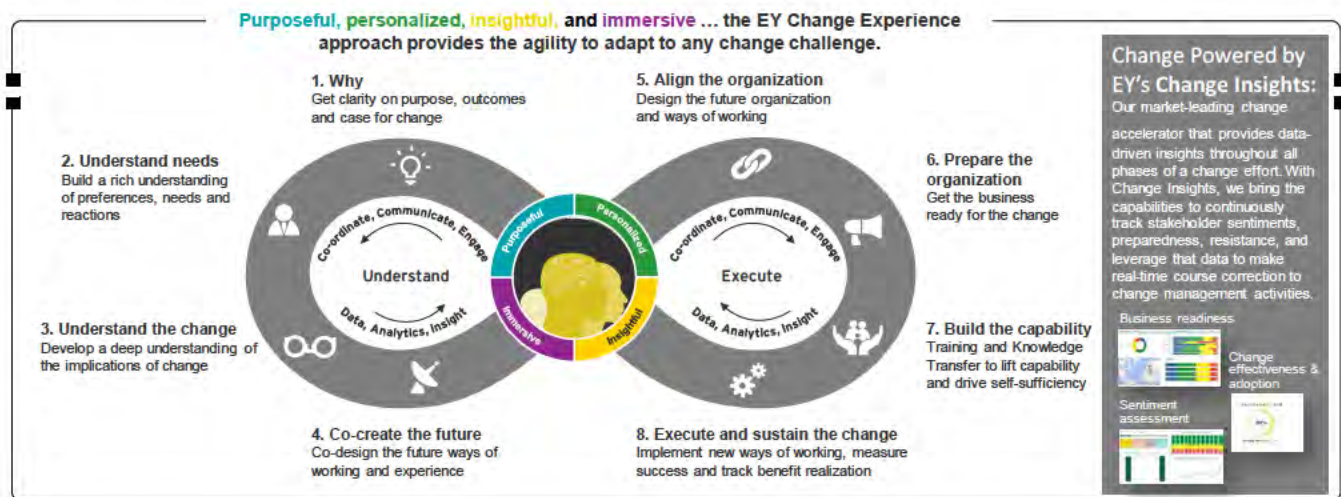 Purposeful, personalized, insightful, and immersive ... the EY Change Experience
approach provides the agility to adapt to any change challenge.
1. Why
Get clarity on purpose, outcomes
and case for change
2. Understand needs
Build a rich understanding
of preferences, needs and
reactions
3. Understand the change
Develop a deep understanding of
the implications of change
4. Co-create the future
Co-design the future ways of
working and experience
Co-ordinate, Communicate, Engage
Understand
Data, Analytics, Insight
Purposeful
Personalized
Immersive
Insightful
5. Align the organization
Design the future organization
and ways of working
6. Prepare the
organization
Get the business
ready for the change
7. Build the capability
Training and Knowledge
Transfer to lift capability
and drive self-sufficiency
8. Execute and sustain the change
Implement new ways of working, measure
success and track benefit realization
Co-ordinate, Communicate, Engage
Execute
Data, Analytics, Insight
Change Powered by
EY's Change Insights:
Our market-leading change
accelerator that provides data-
driven insights throughout all
phases of a change effort. With
Change Insights, we bring the
capabilities to continuously
track stakeholder sentiments,
preparedness, resistance, and
leverage that data to make
real-time course correction to
change management activities.
Business readiness
Change
effectiveness &
adoption
Sentiment
assessment